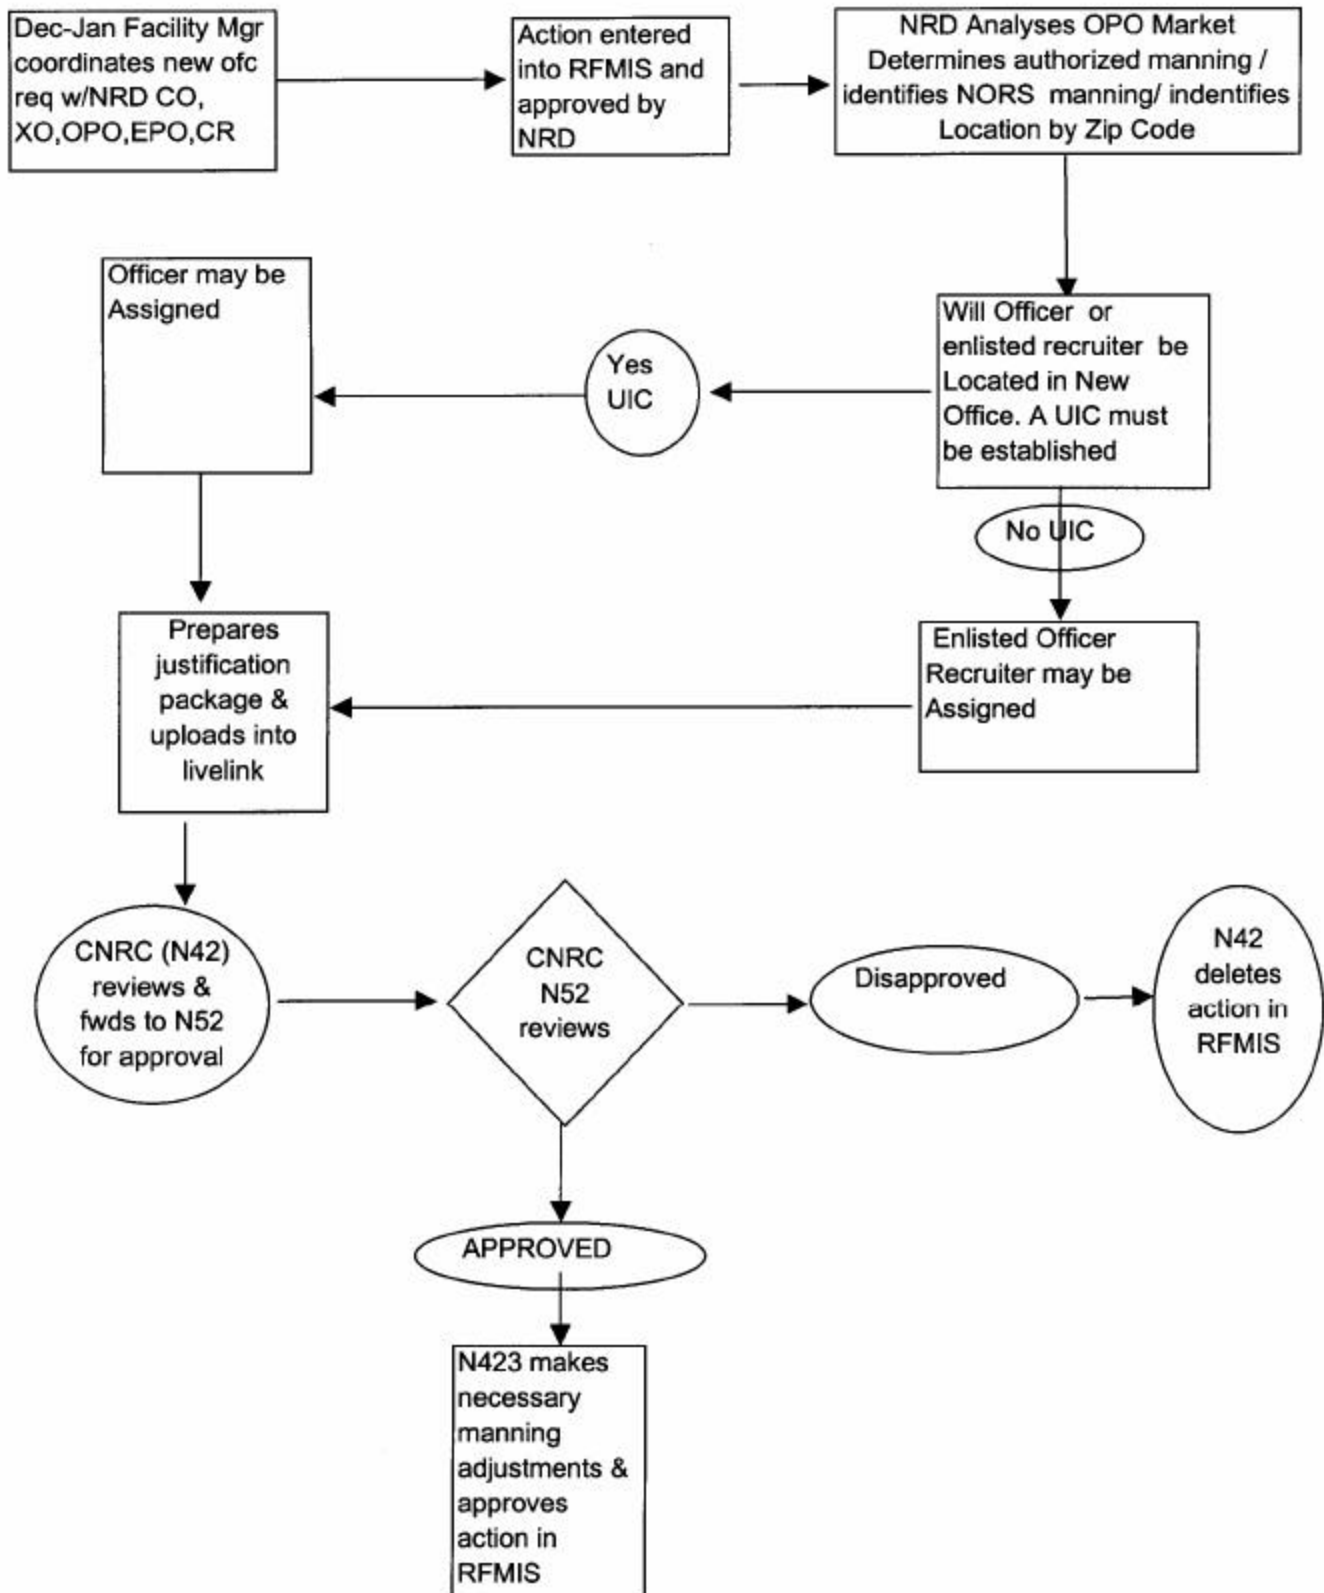 Dec-Jan Facility Mgr
coordinates new ofc
req w/NRD CO,
XO,OPO,EPO,CR
Action entered
into RFMIS and
approved by
NRD
NRD Analyses OPO Market
Determines authorized manning /
identifies NORS manning/ indentifies
Location by Zip Code
Officer may be
Assigned
Yes
UIC
Will Officer or
enlisted recruiter be
Located in New
Office. A UIC must
be established
No UIC
Prepares
justification
package &
uploads into
livelink
Enlisted Officer
Recruiter may be
Assigned
CNRC (N42)
reviews &
fwds to N52
for approval
CNRC
N52
reviews
Disapproved
N42
deletes
action in
RFMIS
APPROVED
N423 makes
necessary
manning
adjustments &
approves
action in
RFMIS